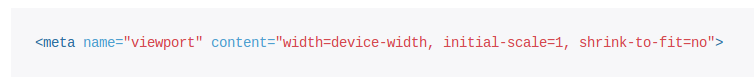 <meta name="viewport" content="width=device-width, initial-scale=1, shrink-to-fit=no">